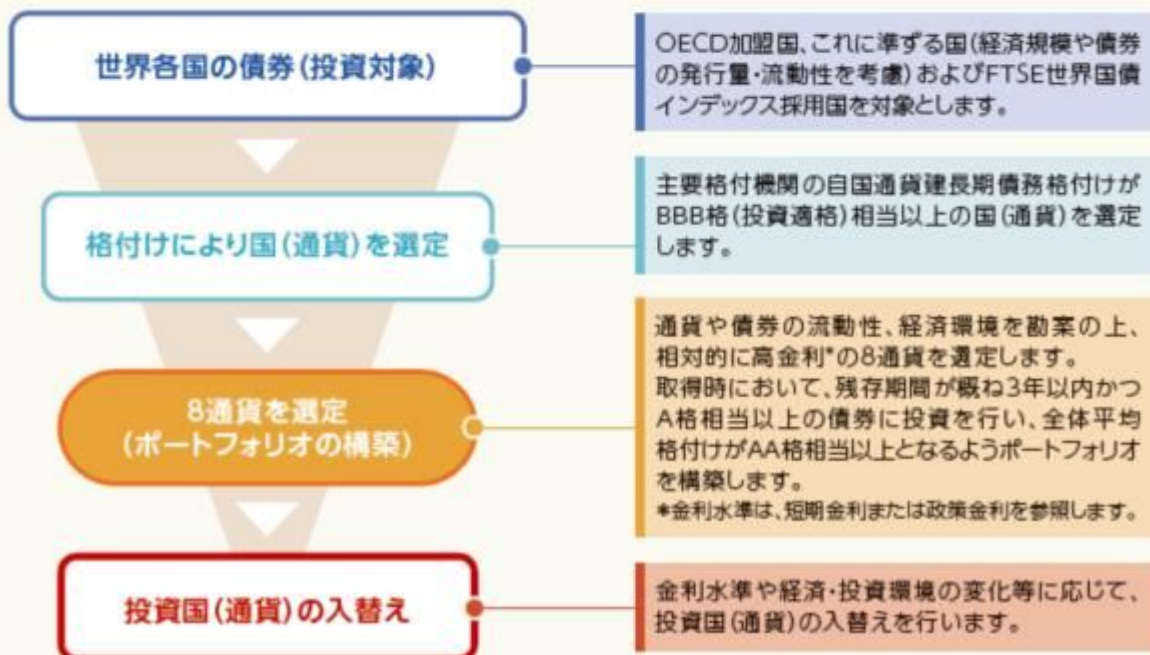 世界各国の債券(投資対象)
OECD加盟国、これに準ずる国(経済規模や債券
の発行量・流動性を考慮)およびFTSE世界国債
インデックス採用国を対象とします。
格付けにより国(通貨)を選定
主要格付機関の自国通貨建長期債務格付けが
BBB格(投資適格)相当以上の国(通貨)を選定
します。
8通貨を選定
(ポートフォリオの構築)
通貨や債券の流動性、経済環境を勘案の上、
相対的に高金利*の8通貨を選定します。
取得時において、残存期間が概ね3年以内かつ
A格相当以上の債券に投資を行い、全体平均
格付けがAA格相当以上となるようポートフォリオ
を構築します。
*金利水準は、短期金利または政策金利を参照します。
投資国(通貨)の入替え
金利水準や経済・投資環境の変化等に応じて、
投資国(通貨)の入替えを行います。